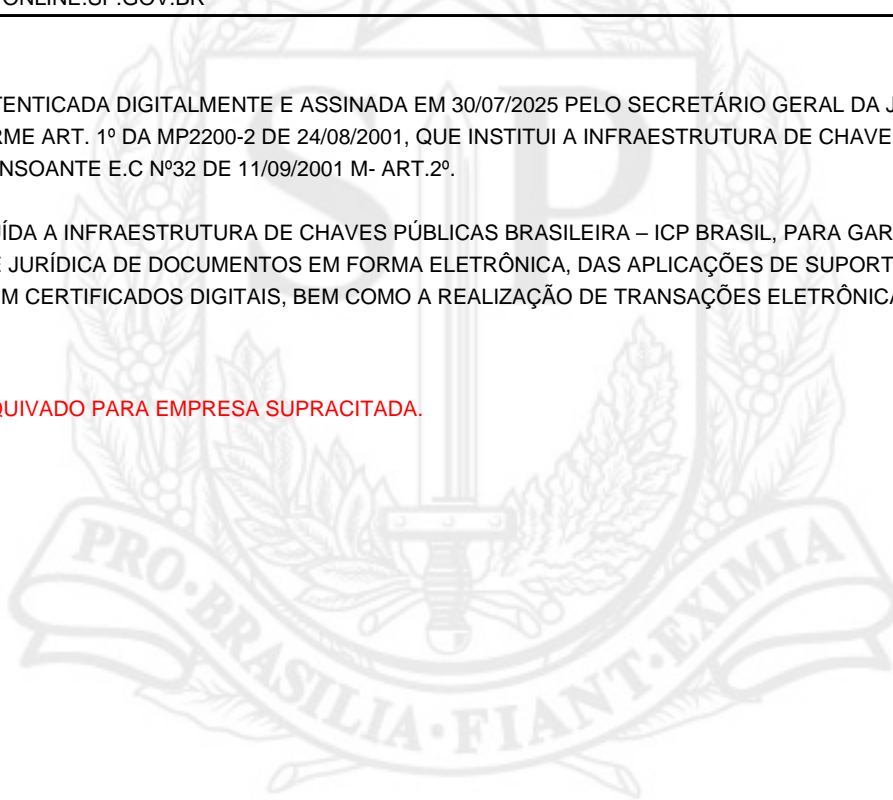 ONLINE.SP.GOV.BR
TENTICADA DIGITALMENTE E ASSINADA EM 30/07/2025 PELO SECRETÁRIO GERAL DA J
RME ART. 1º DA MP2200-2 DE 24/08/2001, QUE INSTITUI A INFRAESTRUTURA DE CHAVE
NSOANTE E.C Nº32 DE 11/09/2001 M- ART.2º.
UÍDA A INFRAESTRUTURA DE CHAVES PÚBLICAS BRASILEIRA – ICP BRASIL, PARA GAR
E JURÍDICA DE DOCUMENTOS EM FORMA ELETRÔNICA, DAS APLICAÇÕES DE SUPORT
M CERTIFICADOS DIGITAIS, BEM COMO A REALIZAÇÃO DE TRANSAÇÕES ELETRÔNICA
QUIVADO PARA EMPRESA SUPRACITADA.
SP
PRO·BRASILIA·FIANT·EXIMIA